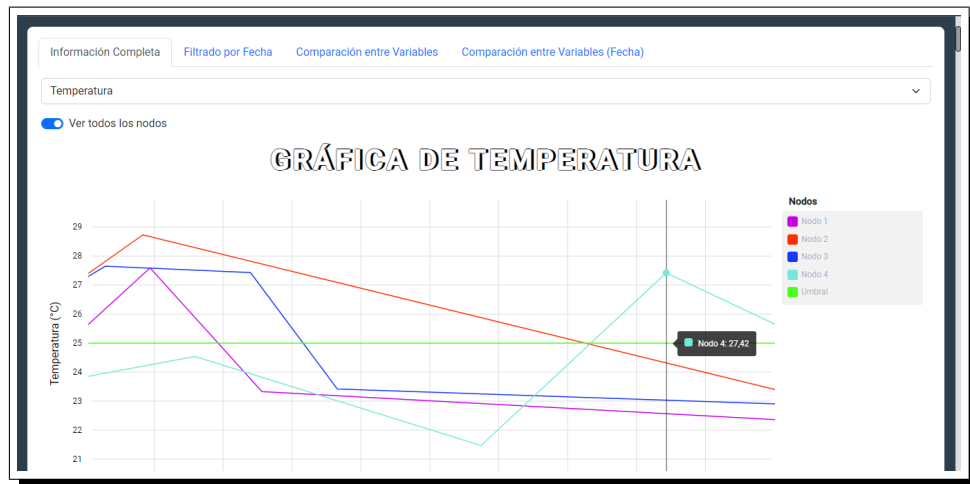 Información Completa Filtrado por Fecha Comparación entre Variables Comparación entre Variables (Fecha)
Temperatura
Ver todos los nodos
GRÁFICA DE TEMPERATURA
Nodos
Nodo 1
Nodo 2
Nodo 3
Nodo 4
Umbral
Temperatura (°C)
29
28
27
26
25
24
23
22
21
Nodo 4: 27,42